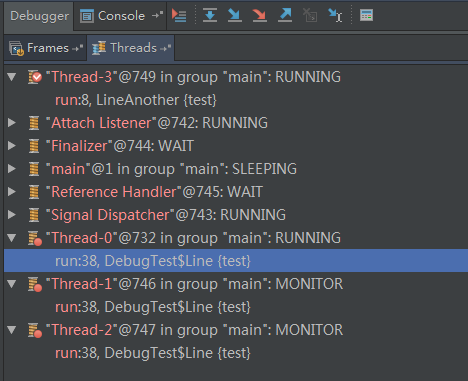 Debugger
Console
Frames
Threads
"Thread-3"@749 in group "main": RUNNING
run:8, LineAnother {test}
"Attach Listener"@742: RUNNING
"Finalizer"@744: WAIT
"main"@1 in group "main": SLEEPING
"Reference Handler"@745: WAIT
"Signal Dispatcher"@743: RUNNING
"Thread-0"@732 in group "main": RUNNING
run:38, DebugTest$Line {test}
"Thread-1"@746 in group "main": MONITOR
run:38, DebugTest$Line {test}
"Thread-2"@747 in group "main": MONITOR
run:38, DebugTest$Line {test}